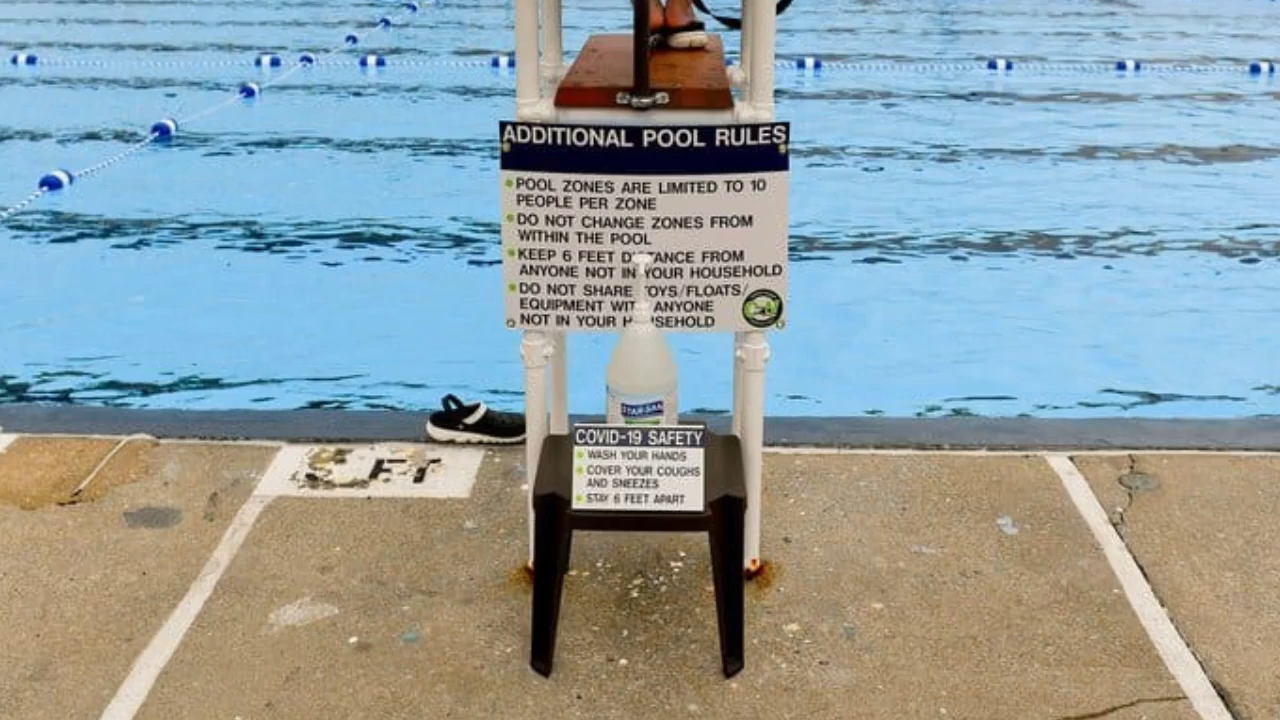 ADDITIONAL POOL RULES
POOL ZONES ARE LIMITED TO 10
PEOPLE PER ZONE
DO NOT CHANGE ZONES FROM
WITHIN THE POOL
KEEP 6 FEET DISTANCE FROM
ANYONE NOT IN YOUR HOUSEHOLD
DO NOT SHARE TOYS/FLOATS/
EQUIPMENT WITH ANYONE
NOT IN YOUR HOUSEHOLD
FT
COVID-19 SAFETY
WASH YOUR HANDS
COVER YOUR COUGHS
AND SNEEZES
STAY 6 FEET APART